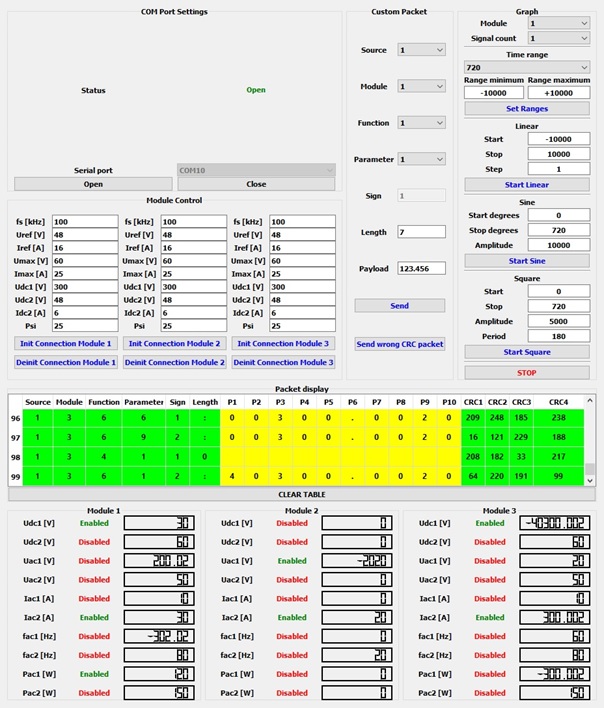 COM Port Settings
Status Open
Serial port COM10
Open Close
Module Control
fs [kHz] 100 fs [kHz] 100 fs [kHz] 100
Uref [V] 48 Uref [V] 48 Uref [V] 48
Iref [A] 16 Iref [A] 16 Iref [A] 16
Umax [V] 60 Umax [V] 60 Umax [V] 60
Imax [A] 25 Imax [A] 25 Imax [A] 25
Udc1 [V] 300 Udc1 [V] 300 Udc1 [V] 300
Udc2 [V] 48 Udc2 [V] 48 Udc2 [V] 48
Idc2 [A] 6 Idc2 [A] 6 Idc2 [A] 6
Psi 25 Psi 25 Psi 25
Init Connection Module 1 Init Connection Module 2 Init Connection Module 3
Deinit Connection Module 1 Deinit Connection Module 2 Deinit Connection Module 3
Custom Packet
Source 1
Module 1
Function 1
Parameter 1
Sign 1
Length 7
Payload 123.456
Send
Send wrong CRC packet
Graph
Module 1
Signal count 1
Time range
720
Range minimum Range maximum
-10000 +10000
Set Ranges
Linear
Start -10000
Stop 10000
Step 1
Start Linear
Sine
Start degrees 0
Stop degrees 720
Amplitude 10000
Start Sine
Square
Start 0
Stop 720
Amplitude 5000
Period 180
Start Square
STOP
Packet display
Source Module Function Parameter Sign Length P1 P2 P3 P4 P5 P6 P7 P8 P9 P10 CRC1 CRC2 CRC3 CRC4
96 1 3 6 6 1 : 0 0 3 0 0 . 0 0 2 0 209 248 185 238
97 1 3 6 9 2 : 0 0 3 0 0 . 0 0 2 0 16 121 229 188
98 1 3 4 1 1 0 208 182 33 217
99 1 3 6 1 2 : 4 0 3 0 0 . 0 0 2 0 64 220 191 99
CLEAR TABLE
Module 1
Udc1 [V] Enabled 30
Udc2 [V] Disabled 60
Uac1 [V] Disabled 200.02
Uac2 [V] Disabled 50
Iac1 [A] Disabled 10
Iac2 [A] Enabled 30
fac1 [Hz] Disabled -302.02
fac2 [Hz] Disabled 80
Pac1 [W] Enabled 120
Pac2 [W] Disabled 150
Module 2
Udc1 [V] Disabled 0
Udc2 [V] Disabled 0
Uac1 [V] Enabled -2020
Uac2 [V] Disabled 0
Iac1 [A] Disabled 0
Iac2 [A] Enabled 20
fac1 [Hz] Disabled 0
fac2 [Hz] Disabled 20
Pac1 [W] Disabled 0
Pac2 [W] Disabled 0
Module 3
Udc1 [V] Enabled -40300.002
Udc2 [V] Disabled 60
Uac1 [V] Disabled 20
Uac2 [V] Disabled 50
Iac1 [A] Disabled 10
Iac2 [A] Enabled 300.002
fac1 [Hz] Disabled 60
fac2 [Hz] Disabled 80
Pac1 [W] Disabled -300.002
Pac2 [W] Disabled 150